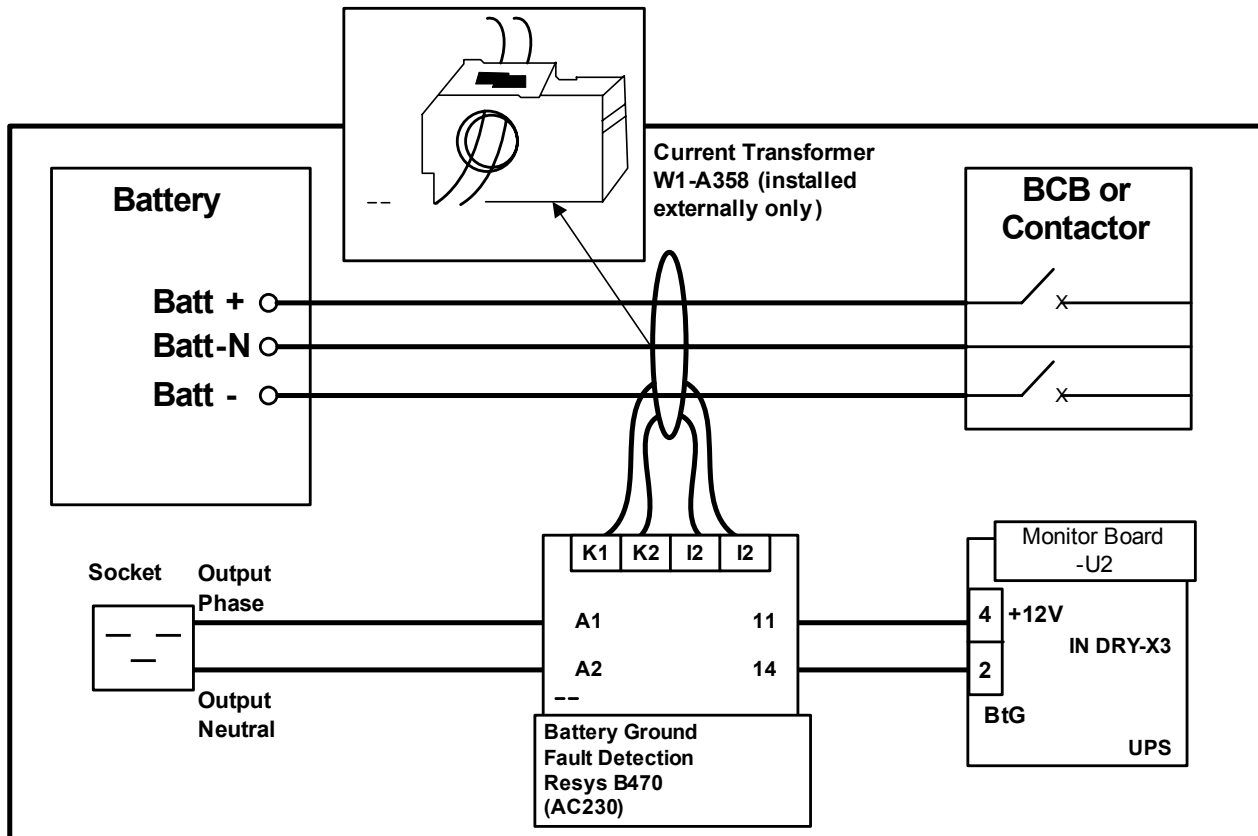 Current Transformer
W1-A358 (installed
externally only)
Battery
BCB or
Contactor
Batt +
Batt-N
Batt -
X
X
K1 K2 I2 I2
Monitor Board
-U2
Socket
Output
Phase
A1 11
4 +12V
IN DRY-X3
A2 14
2
Output
Neutral
BtG
UPS
Battery Ground
Fault Detection
Resys B470
(AC230)